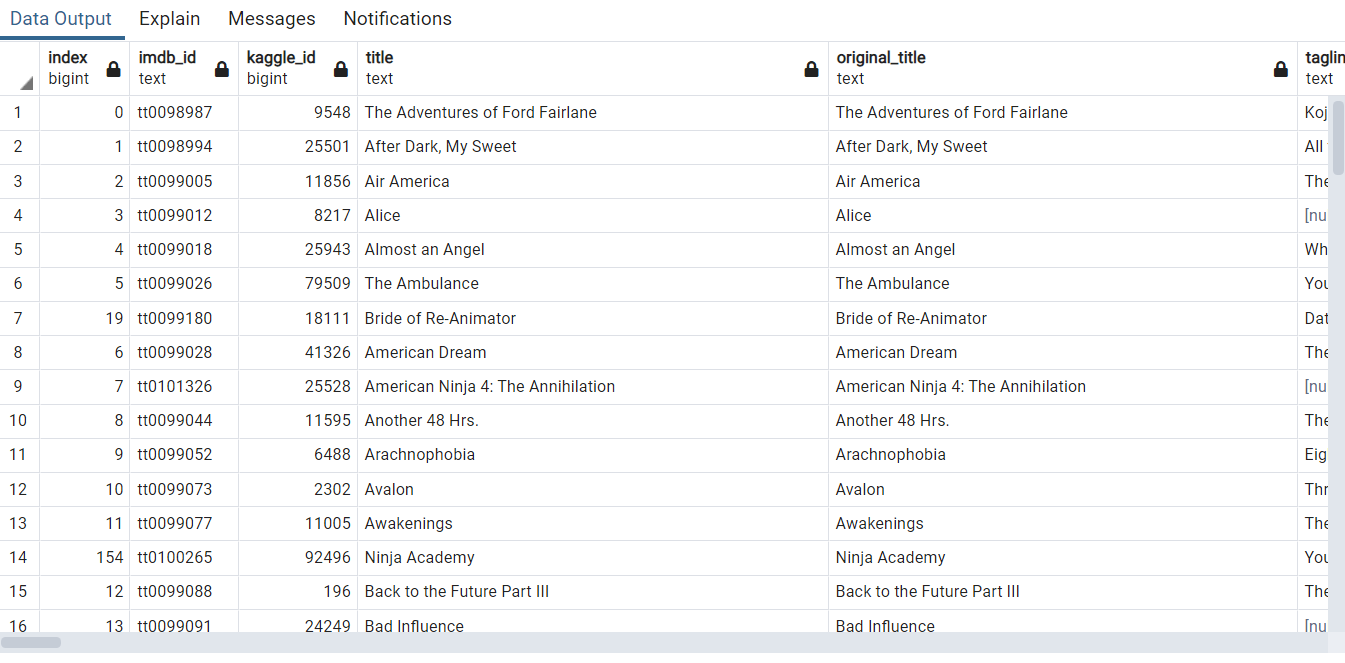 Data Output Explain Messages Notifications
index imdb_id kaggle_id title original_title taglin
bigint text bigint text text text
1 0 tt0098987 9548 The Adventures of Ford Fairlane The Adventures of Ford Fairlane Koj
2 1 tt0098994 25501 After Dark, My Sweet After Dark, My Sweet All
3 2 tt0099005 11856 Air America Air America The
4 3 tt0099012 8217 Alice Alice [nu
5 4 tt0099018 25943 Almost an Angel Almost an Angel Wh
6 5 tt0099026 79509 The Ambulance The Ambulance You
7 19 tt0099180 18111 Bride of Re-Animator Bride of Re-Animator Dat
8 6 tt0099028 41326 American Dream American Dream The
9 7 tt0101326 25528 American Ninja 4: The Annihilation American Ninja 4: The Annihilation [nu
10 8 tt0099044 11595 Another 48 Hrs. Another 48 Hrs. The
11 9 tt0099052 6488 Arachnophobia Arachnophobia Eig
12 10 tt0099073 2302 Avalon Avalon Thr
13 11 tt0099077 11005 Awakenings Awakenings The
14 154 tt0100265 92496 Ninja Academy Ninja Academy You
15 12 tt0099088 196 Back to the Future Part III Back to the Future Part III The
16 13 tt0099091 24249 Bad Influence Bad Influence [nu